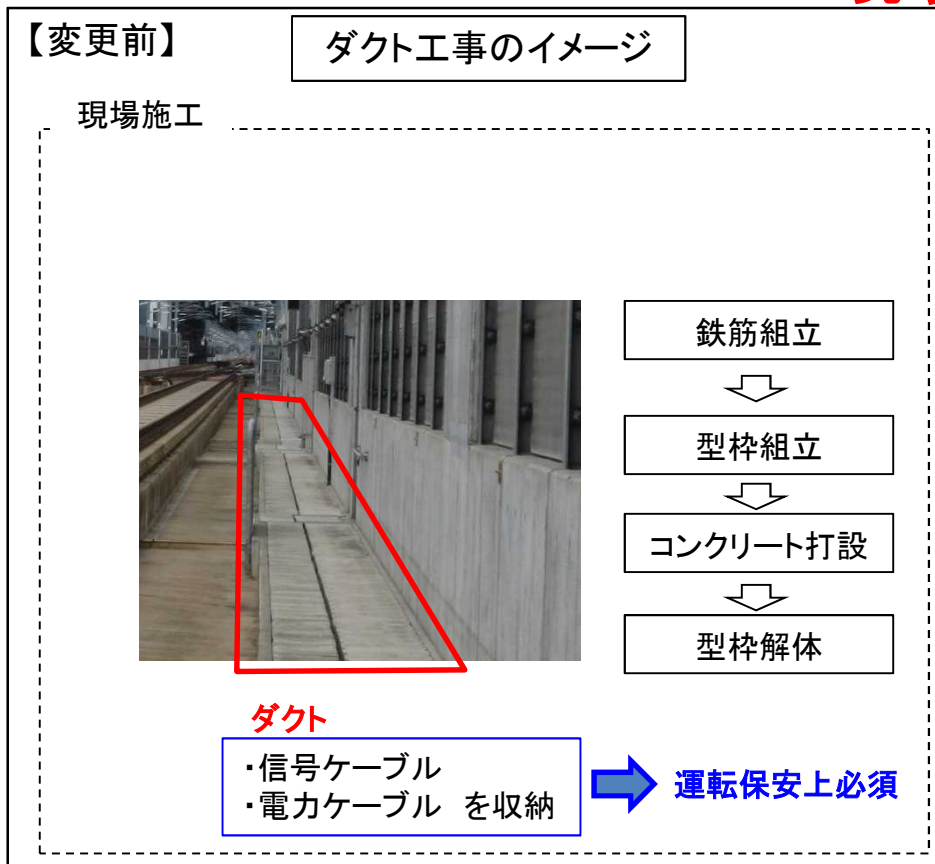 【変更前】
ダクト工事のイメージ
現場施工
鉄筋組立
型枠組立
コンクリート打設
型枠解体
ダクト
・信号ケーブル
・電力ケーブル を収納
運転保安上必須